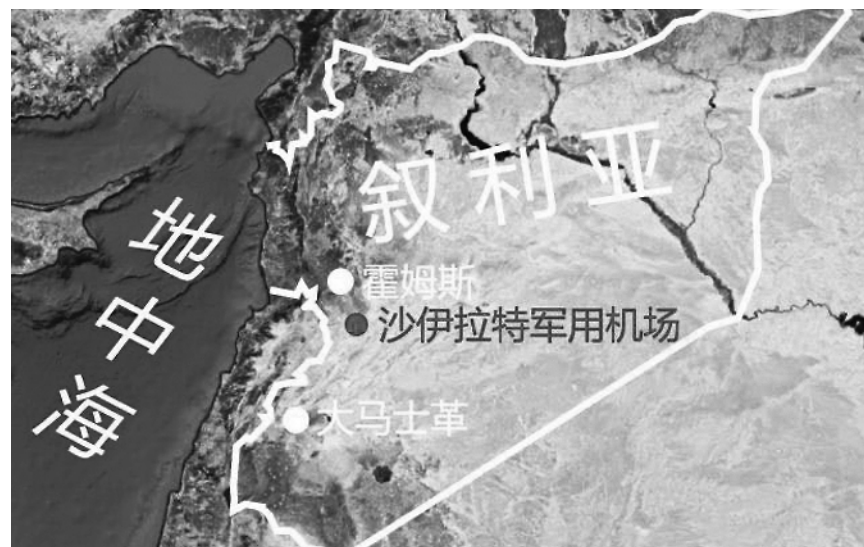 叙利亚
地中海
霍姆斯
沙伊拉特军用机场
大马士革